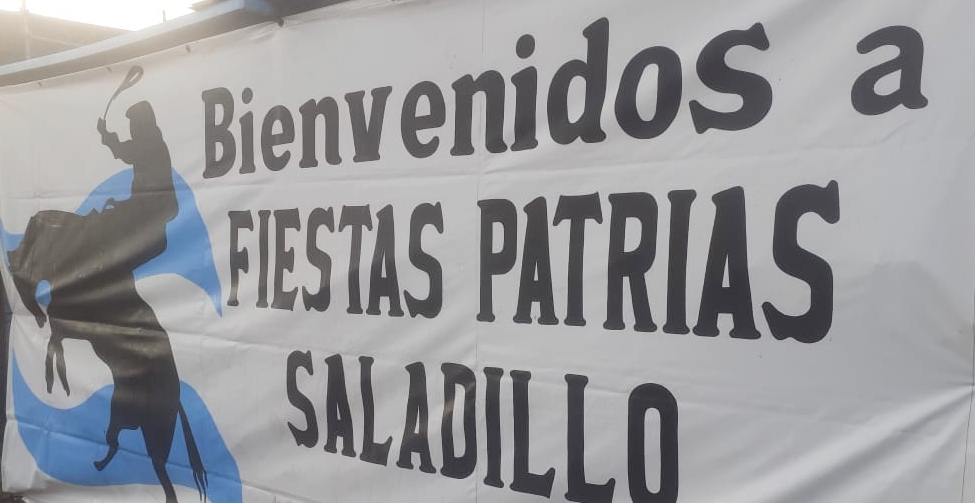 Bienvenidos a
FIESTAS PATRIAS
SALADILLO